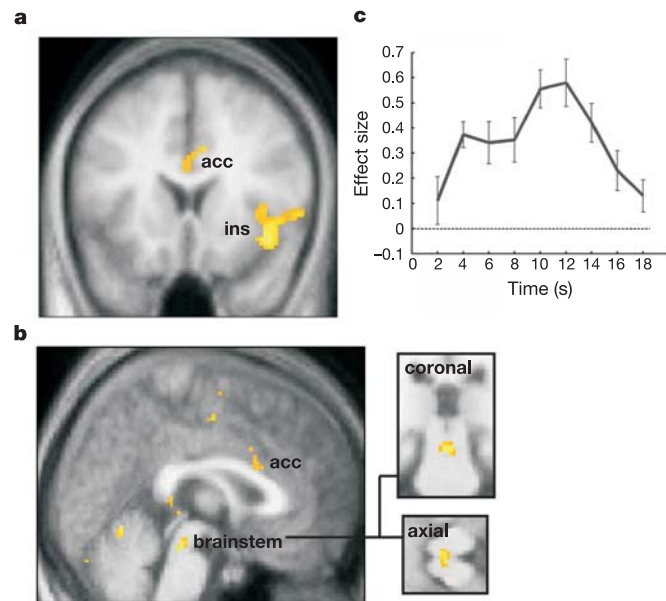 a
acc
ins
c
Effect size
0.7
0.6
0.5
0.4
0.3
0.2
0.1
0
–0.1
0 2 4 6 8 10 12 14 16 18
Time (s)
b
acc
brainstem
coronal
axial